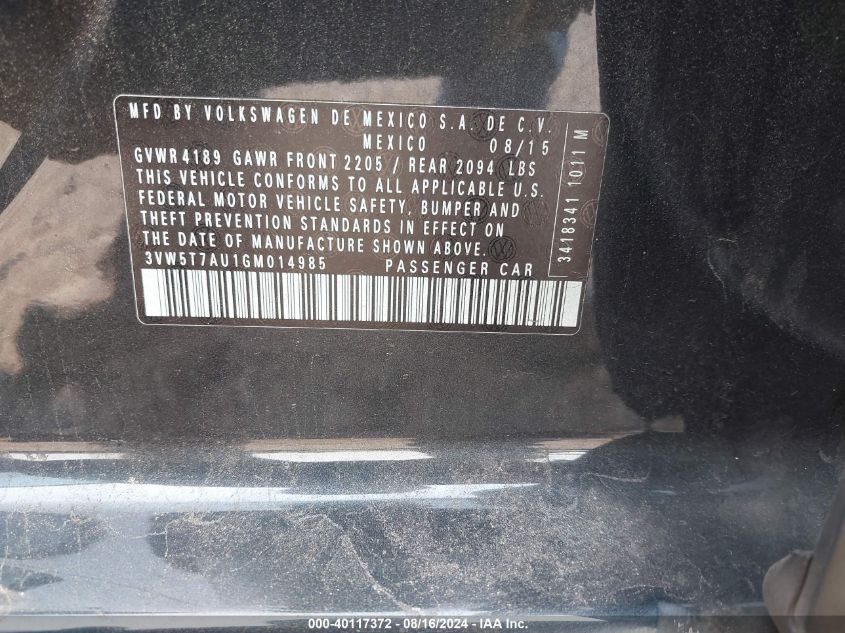 MFD BY VOLKSWAGEN DE MEXICO S.A. DE C.V.
MEXICO 08/15
GVWR 4189 GAWR FRONT 2205 / REAR 2094 LBS
THIS VEHICLE CONFORMS TO ALL APPLICABLE U.S.
FEDERAL MOTOR VEHICLE SAFETY, BUMPER AND
THEFT PREVENTION STANDARDS IN EFFECT ON
THE DATE OF MANUFACTURE SHOWN ABOVE.
3VW5T7AU1GM014985 PASSENGER CAR
3418341 1011 M
000-40117372 - 08/16/2024 - IAA Inc.